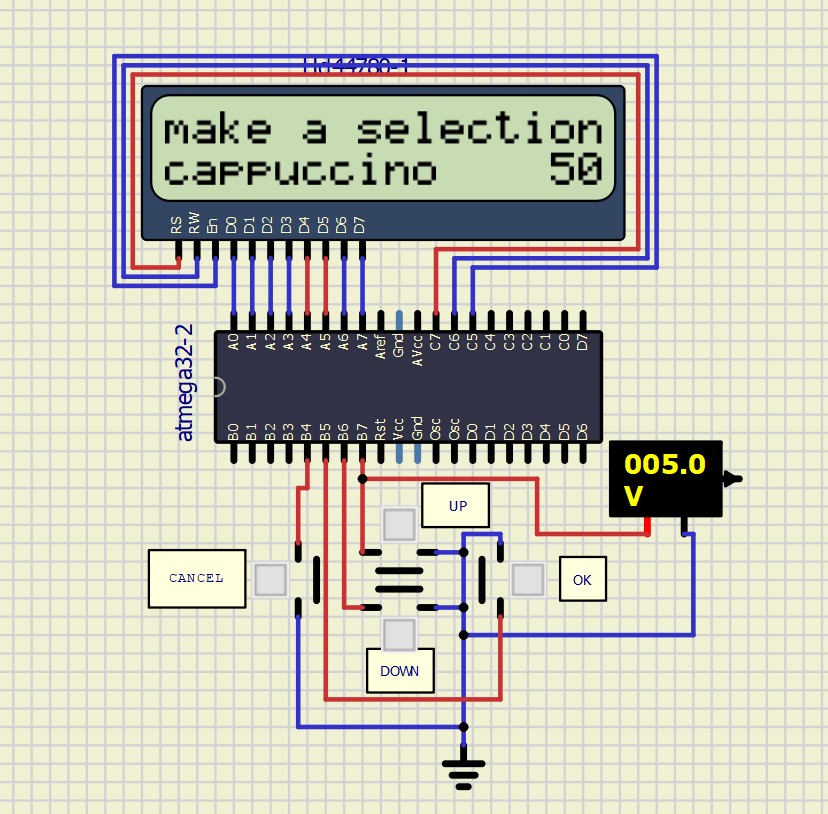 Hd44780-1
make a selection
cappuccino 50
RS RW En D0 D1 D2 D3 D4 D5 D6 D7
atmega32-2
A0 A1 A2 A3 A4 A5 A6 A7 Aref Gnd AVcc C7 C6 C5 C4 C3 C2 C1 C0 D7
B0 B1 B2 B3 B4 B5 B6 B7 Rst Vcc Gnd Osc Osc D0 D1 D2 D3 D4 D5 D6
005.0
V
UP
CANCEL
OK
DOWN